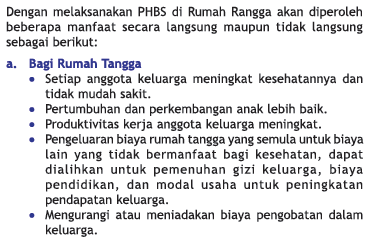 Dengan melaksanakan PHBS di Rumah Rangga akan diperoleh
beberapa manfaat secara langsung maupun tidak langsung
sebagai berikut:
a. Bagi Rumah Tangga
• Setiap anggota keluarga meningkat kesehatannya dan
tidak mudah sakit.
• Pertumbuhan dan perkembangan anak lebih baik.
• Produktivitas kerja anggota keluarga meningkat.
• Pengeluaran biaya rumah tangga yang semula untuk biaya
lain yang tidak bermanfaat bagi kesehatan, dapat
dialihkan untuk pemenuhan gizi keluarga, biaya
pendidikan, dan modal usaha untuk peningkatan
pendapatan keluarga.
• Mengurangi atau meniadakan biaya pengobatan dalam
keluarga.